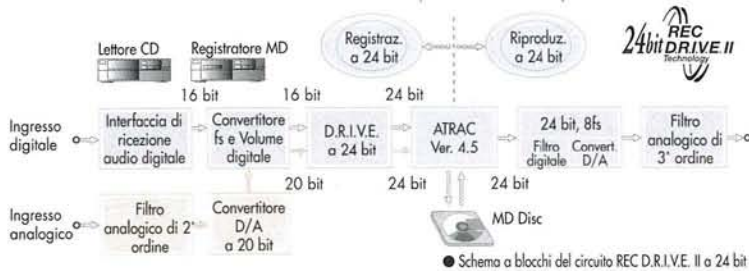 Lettore CD
Registratore MD
Registraz.
a 24 bit
Riproduz.
a 24 bit
24bit REC
D.R.I.V.E. II
Technology
16 bit
16 bit
24 bit
Ingresso
digitale
Interfaccia di
ricezione
audio digitale
Convertitore
fs e Volume
digitale
D.R.I.V.E.
a 24 bit
ATRAC
Ver. 4.5
24 bit, 8fs
Filtro
digitale
Convert.
D/A
Filtro
analogico di
3° ordine
20 bit
24 bit
24 bit
Ingresso
analogico
Filtro
analogico di 2°
ordine
Convertitore
D/A
a 20 bit
MD Disc
● Schema a blocchi del circuito REC D.R.I.V.E. II a 24 bit